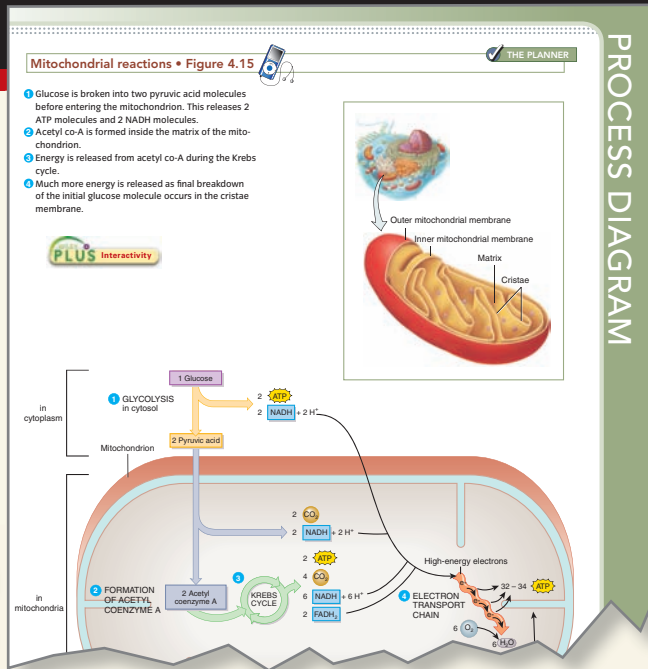 Mitochondrial reactions • Figure 4.15
THE PLANNER
PROCESS DIAGRAM
1 Glucose is broken into two pyruvic acid molecules
before entering the mitochondrion. This releases 2
ATP molecules and 2 NADH molecules.
2 Acetyl co-A is formed inside the matrix of the mito-
chondrion.
3 Energy is released from acetyl co-A during the Krebs
cycle.
4 Much more energy is released as final breakdown
of the initial glucose molecule occurs in the cristae
membrane.
PLUS Interactivity
Outer mitochondrial membrane
Inner mitochondrial membrane
Matrix
Cristae
1 Glucose
1 GLYCOLYSIS
in cytosol
2 ATP
2 NADH + 2 H⁺
in
cytoplasm
2 Pyruvic acid
Mitochondrion
2 CO₂
2 NADH + 2 H⁺
2 ATP
4 CO₂
6 NADH + 6 H⁺
2 FADH₂
2 FORMATION
OF ACETYL
COENZYME A
2 Acetyl
coenzyme A
3
KREBS
CYCLE
in
mitochondria
High-energy electrons
4 ELECTRON
TRANSPORT
CHAIN
32 – 34 ATP
6 O₂
6 H₂O